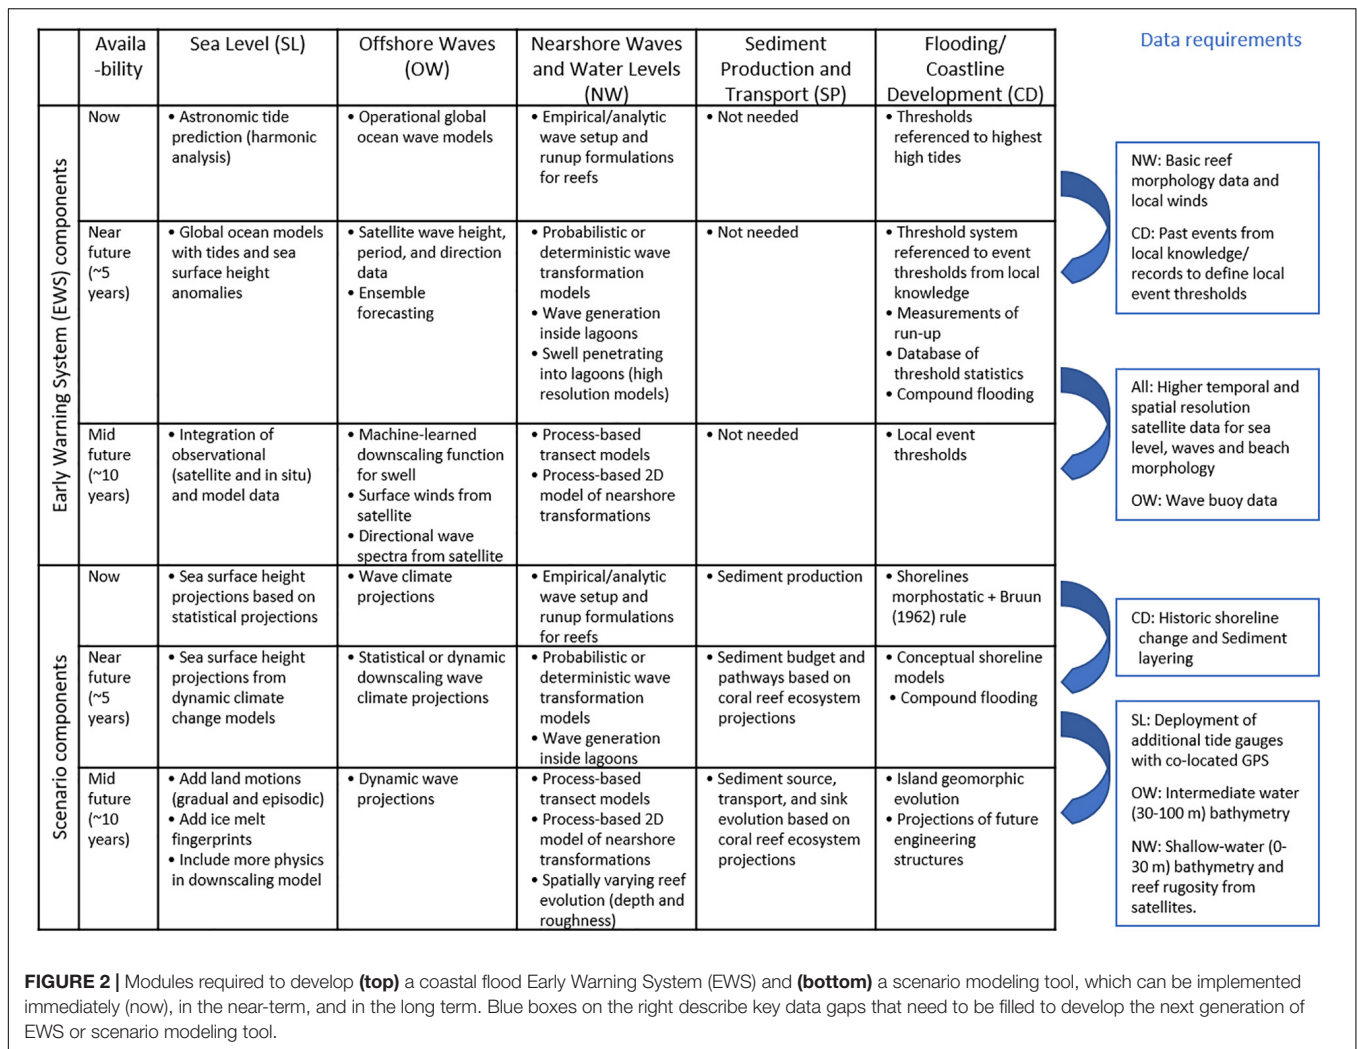 Availa
-bility
Sea Level (SL)
Offshore Waves
(OW)
Nearshore Waves
and Water Levels
(NW)
Sediment
Production and
Transport (SP)
Flooding/
Coastline
Development (CD)
Data requirements
Early Warning System (EWS) components
Now
• Astronomic tide
prediction (harmonic
analysis)
• Operational global
ocean wave models
• Empirical/analytic
wave setup and
runup formulations
for reefs
• Not needed
• Thresholds
referenced to highest
high tides
Near
future
(~5
years)
• Global ocean models
with tides and sea
surface height
anomalies
• Satellite wave height,
period, and direction
data
• Ensemble
forecasting
• Probabilistic or
deterministic wave
transformation
models
• Wave generation
inside lagoons
• Swell penetrating
into lagoons (high
resolution models)
• Not needed
• Threshold system
referenced to event
thresholds from local
knowledge
• Measurements of
run-up
• Database of
threshold statistics
• Compound flooding
Mid
future
(~10
years)
• Integration of
observational
(satellite and in situ)
and model data
• Machine-learned
downscaling function
for swell
• Surface winds from
satellite
• Directional wave
spectra from satellite
• Process-based
transect models
• Process-based 2D
model of nearshore
transformations
• Not needed
• Local event
thresholds
Scenario components
Now
• Sea surface height
projections based on
statistical projections
• Wave climate
projections
• Empirical/analytic
wave setup and
runup formulations
for reefs
• Sediment production
• Shorelines
morphostatic + Bruun
(1962) rule
Near
future
(~5
years)
• Sea surface height
projections from
dynamic climate
change models
• Statistical or dynamic
downscaling wave
climate projections
• Probabilistic or
deterministic wave
transformation
models
• Wave generation
inside lagoons
• Sediment budget and
pathways based on
coral reef ecosystem
projections
• Conceptual shoreline
models
• Compound flooding
Mid
future
(~10
years)
• Add land motions
(gradual and episodic)
• Add ice melt
fingerprints
• Include more physics
in downscaling model
• Dynamic wave
projections
• Process-based
transect models
• Process-based 2D
model of nearshore
transformations
• Spatially varying reef
evolution (depth and
roughness)
• Sediment source,
transport, and sink
evolution based on
coral reef ecosystem
projections
• Island geomorphic
evolution
• Projections of future
engineering
structures
NW: Basic reef
morphology data and
local winds
CD: Past events from
local knowledge/
records to define local
event thresholds
All: Higher temporal and
spatial resolution
satellite data for sea
level, waves and beach
morphology
OW: Wave buoy data
CD: Historic shoreline
change and Sediment
layering
SL: Deployment of
additional tide gauges
with co-located GPS
OW: Intermediate water
(30-100 m) bathymetry
NW: Shallow-water (0-
30 m) bathymetry and
reef rugosity from
satellites.
FIGURE 2 | Modules required to develop (top) a coastal flood Early Warning System (EWS) and (bottom) a scenario modeling tool, which can be implemented
immediately (now), in the near-term, and in the long term. Blue boxes on the right describe key data gaps that need to be filled to develop the next generation of
EWS or scenario modeling tool.